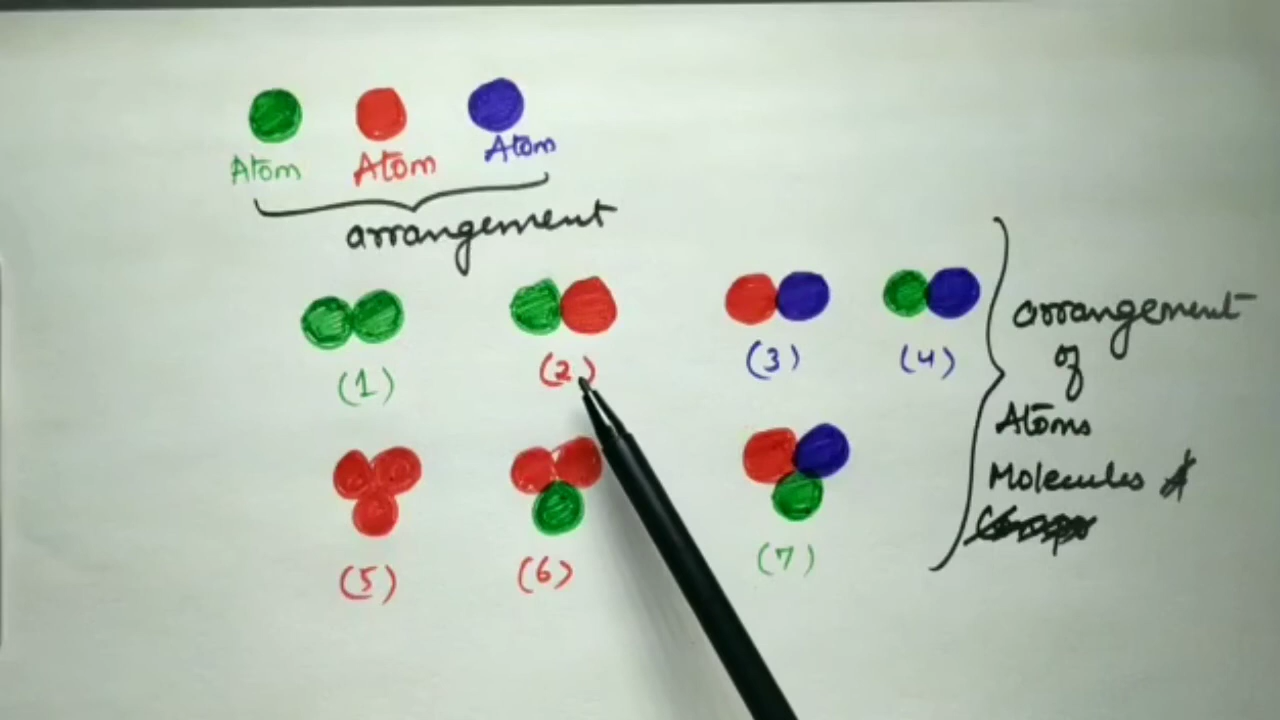 Atom Atom Atom
arrangement
(1) (2) (3) (4)
(5) (6) (7)
arrangement
of
Atoms
Molecules